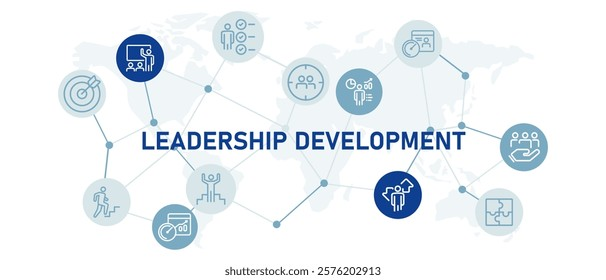 LEADERSHIP DEVELOPMENT
shutterstock.com · 2576202913